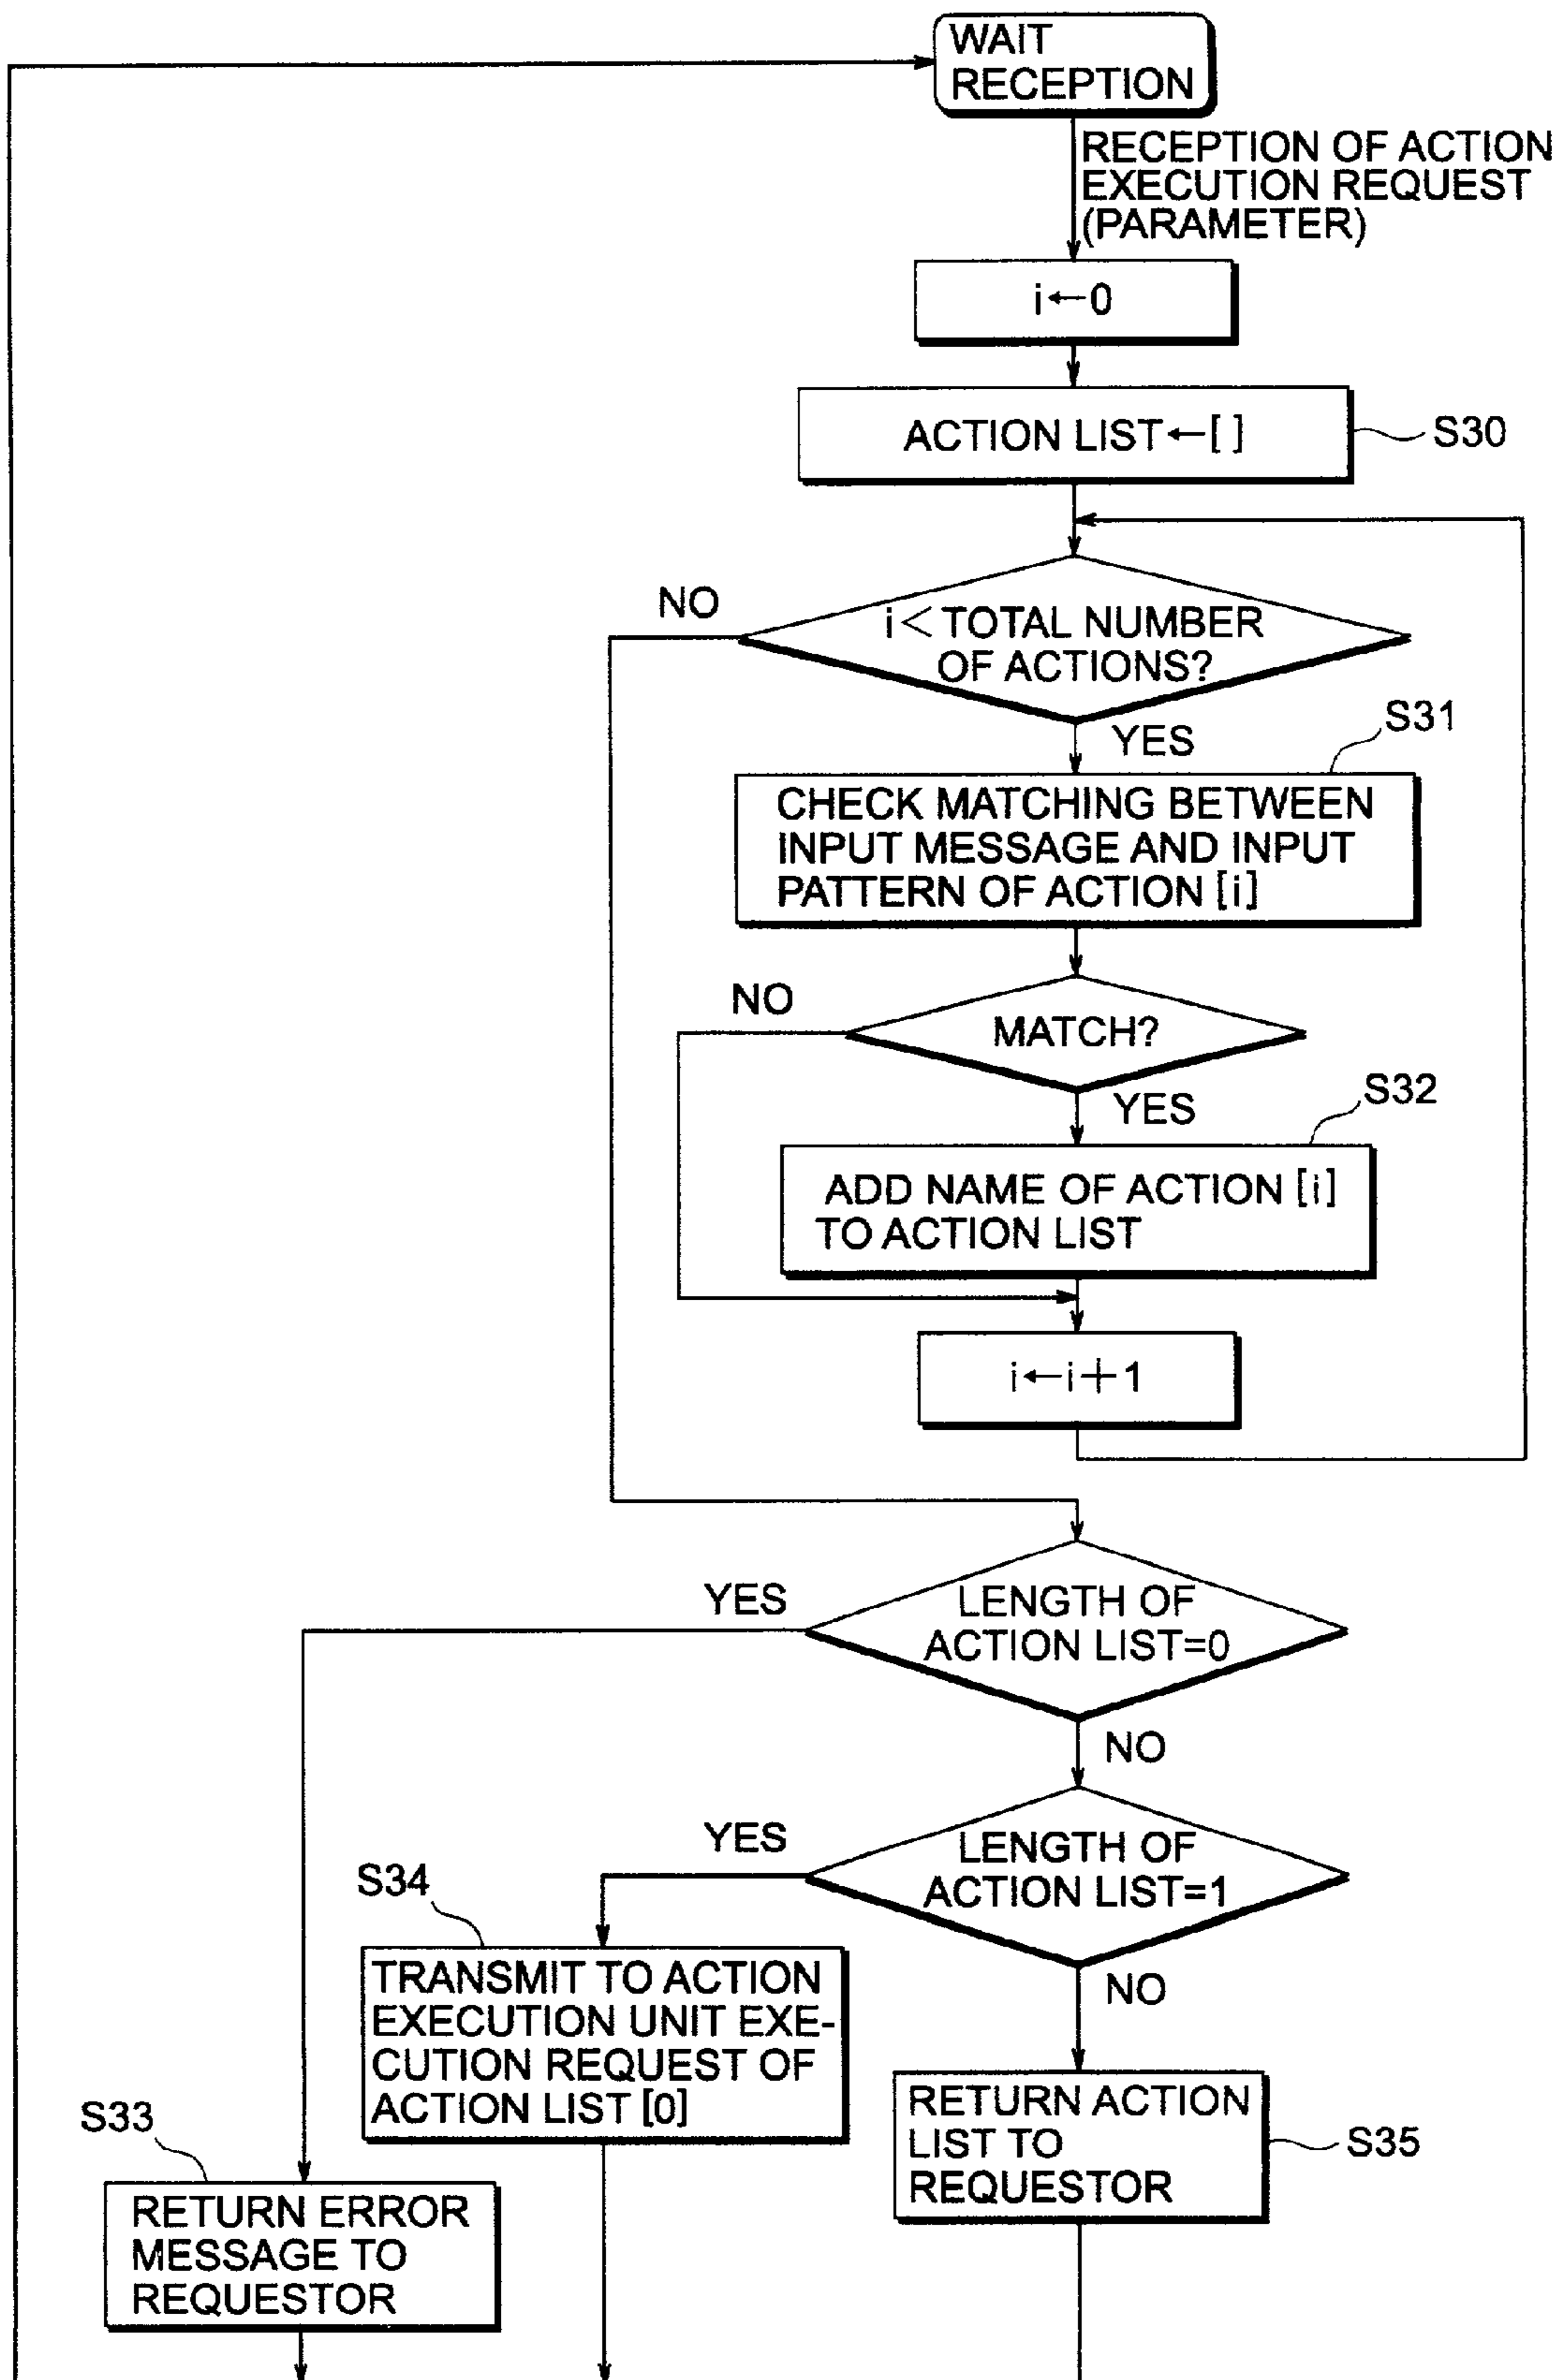 WAIT
RECEPTION
RECEPTION OF ACTION
EXECUTION REQUEST
(PARAMETER)
i←0
ACTION LIST←[ ]
S30
NO
i<TOTAL NUMBER
OF ACTIONS?
YES
S31
CHECK MATCHING BETWEEN
INPUT MESSAGE AND INPUT
PATTERN OF ACTION [i]
NO
MATCH?
YES
S32
ADD NAME OF ACTION [i]
TO ACTION LIST
i←i+1
YES
LENGTH OF
ACTION LIST=0
NO
YES
LENGTH OF
ACTION LIST=1
NO
S34
TRANSMIT TO ACTION
EXECUTION UNIT EXE-
CUTION REQUEST OF
ACTION LIST [0]
RETURN ACTION
LIST TO
REQUESTOR
S35
S33
RETURN ERROR
MESSAGE TO
REQUESTOR